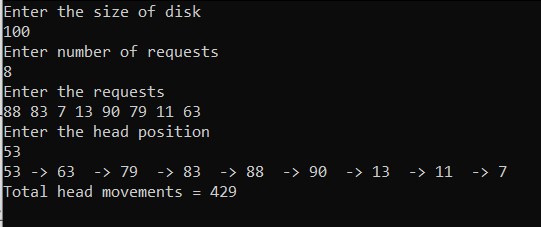 Enter the size of disk
100
Enter number of requests
8
Enter the requests
88 83 7 13 90 79 11 63
Enter the head position
53
53 -> 63  -> 79  -> 83  -> 88  -> 90  -> 13  -> 11  -> 7
Total head movements = 429